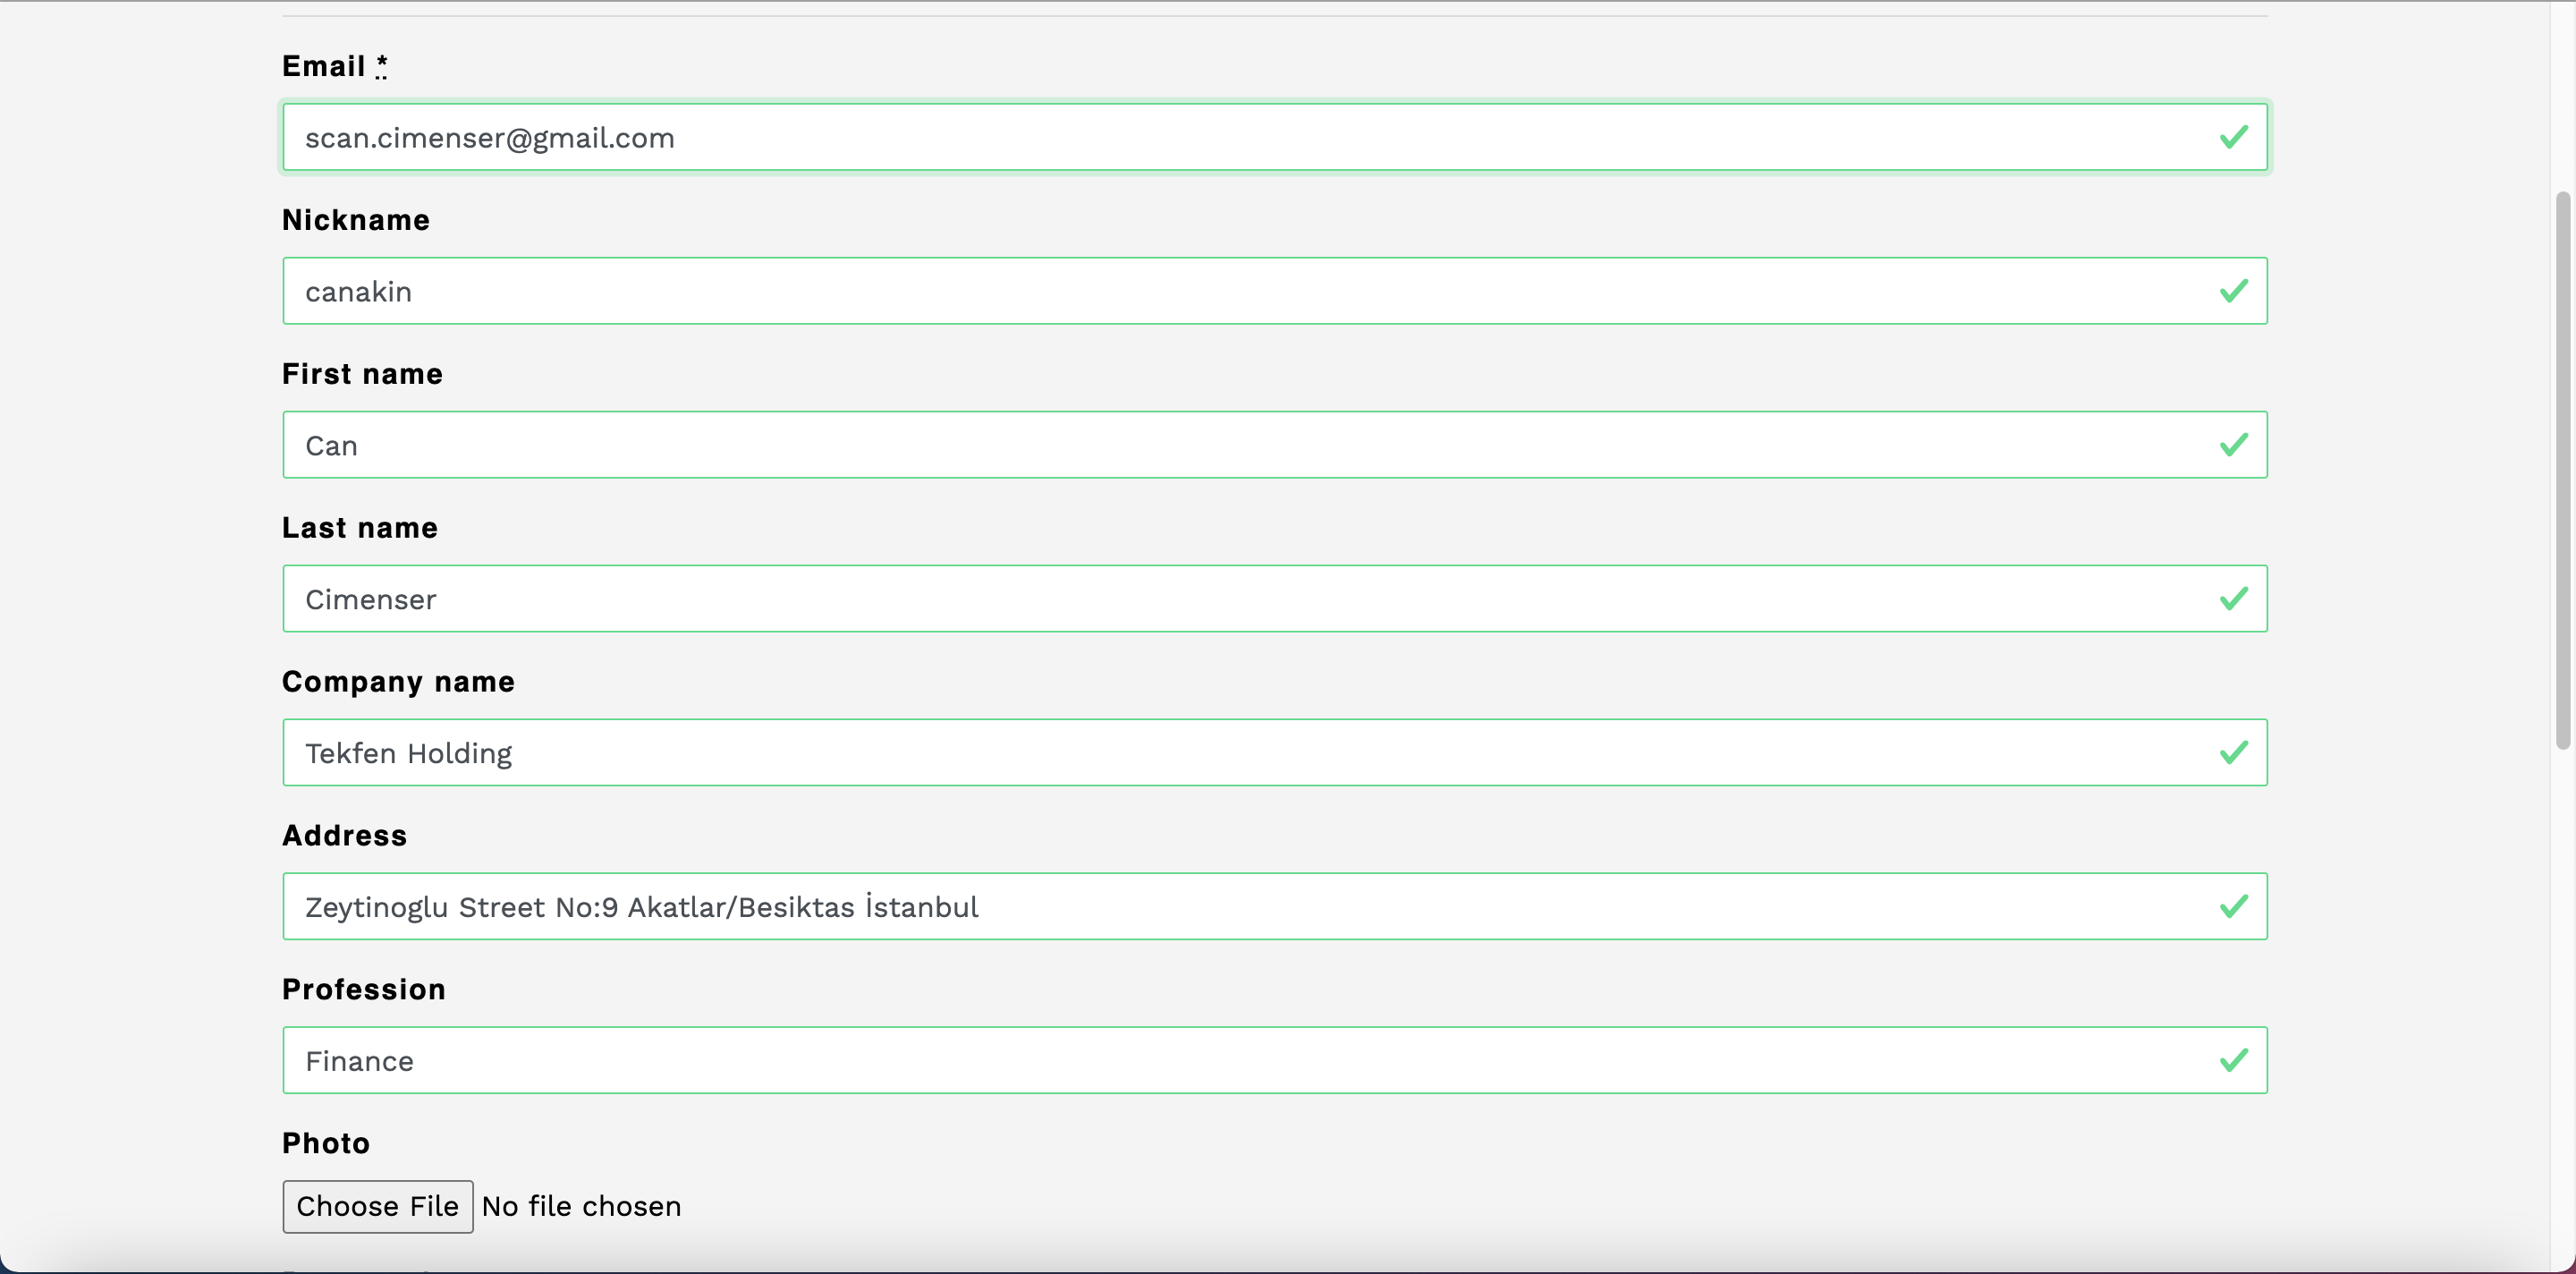 Email *
scan.cimenser@gmail.com
Nickname
canakin
First name
Can
Last name
Cimenser
Company name
Tekfen Holding
Address
Zeytinoglu Street No:9 Akatlar/Besiktas İstanbul
Profession
Finance
Photo
Choose File No file chosen